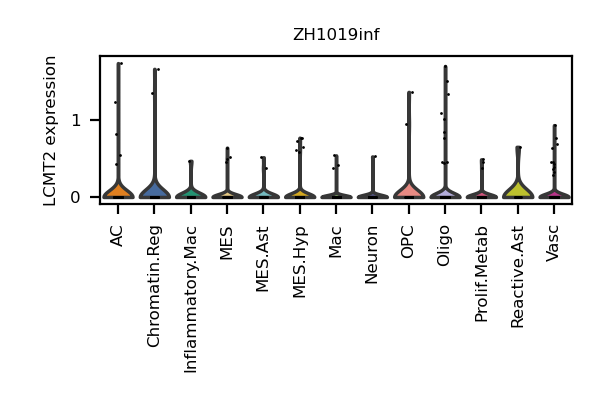 ZH1019inf
LCMT2 expression
1
0
AC
Chromatin.Reg
Inflammatory.Mac
MES
MES.Ast
MES.Hyp
Mac
Neuron
OPC
Oligo
Prolif.Metab
Reactive.Ast
Vasc